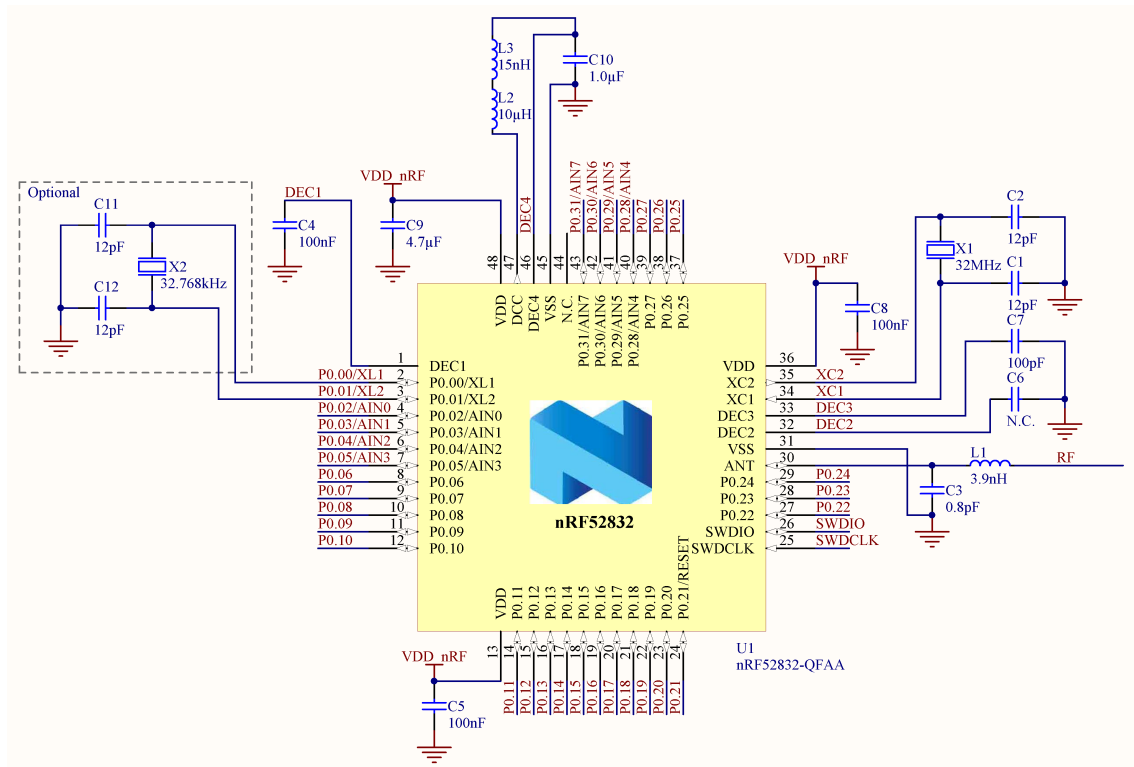 L3
15nH
L2
10µH
C10
1.0µF
Optional
C11
12pF
X2
32.768kHz
C12
12pF
DEC1
C4
100nF
VDD_nRF
C9
4.7µF
DEC4
P0.31/AIN7
P0.30/AIN6
P0.29/AIN5
P0.28/AIN4
P0.27
P0.26
P0.25
48
47
46
45
44
43
42
41
40
39
38
37
VDD
DCC
DEC4
VSS
N.C.
P0.31/AIN7
P0.30/AIN6
P0.29/AIN5
P0.28/AIN4
P0.27
P0.26
P0.25
VDD_nRF
C8
100nF
C2
12pF
X1
32MHz
C1
12pF
C7
100pF
C6
N.C.
1 DEC1
P0.00/XL1 2 P0.00/XL1
P0.01/XL2 3 P0.01/XL2
P0.02/AIN0 4 P0.02/AIN0
P0.03/AIN1 5 P0.03/AIN1
P0.04/AIN2 6 P0.04/AIN2
P0.05/AIN3 7 P0.05/AIN3
P0.06 8 P0.06
P0.07 9 P0.07
P0.08 10 P0.08
P0.09 11 P0.09
P0.10 12 P0.10
nRF52832
VDD 36
XC2 35 XC2
XC1 34 XC1
DEC3 33 DEC3
DEC2 32 DEC2
VSS 31
ANT 30
P0.24 29 P0.24
P0.23 28 P0.23
P0.22 27 P0.22
SWDIO 26 SWDIO
SWDCLK 25 SWDCLK
L1
3.9nH
RF
C3
0.8pF
VDD
P0.11
P0.12
P0.13
P0.14
P0.15
P0.16
P0.17
P0.18
P0.19
P0.20
P0.21/RESET
13
14
15
16
17
18
19
20
21
22
23
24
P0.11
P0.12
P0.13
P0.14
P0.15
P0.16
P0.17
P0.18
P0.19
P0.20
P0.21
VDD_nRF
C5
100nF
U1
nRF52832-QFAA